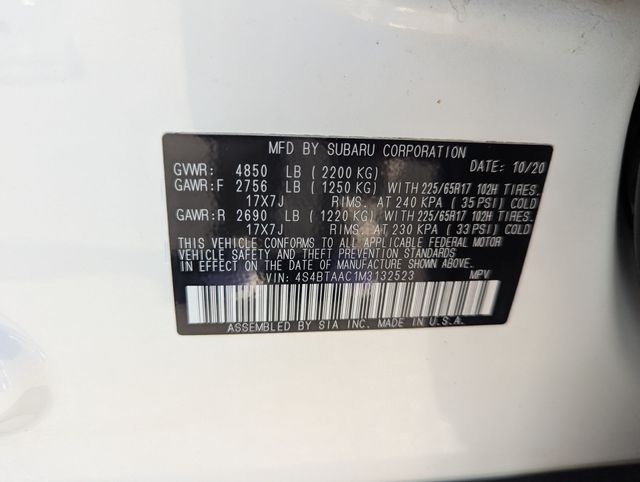 MFD BY SUBARU CORPORATION
GVWR: 4850 LB (2200 KG) DATE: 10/20
GAWR:F 2756 LB (1250 KG) WITH 225/65R17 102H TIRES.
17X7J RIMS. AT 240 KPA (35 PSI) COLD
GAWR:R 2690 LB (1220 KG) WITH 225/65R17 102H TIRES.
17X7J RIMS. AT 230 KPA (33 PSI) COLD
THIS VEHICLE CONFORMS TO ALL APPLICABLE FEDERAL MOTOR
VEHICLE SAFETY AND THEFT PREVENTION STANDARDS
IN EFFECT ON THE DATE OF MANUFACTURE SHOWN ABOVE.
VIN: 4S4BTAAC1M3132523 MPV
ASSEMBLED BY SIA INC. MADE IN U.S.A.